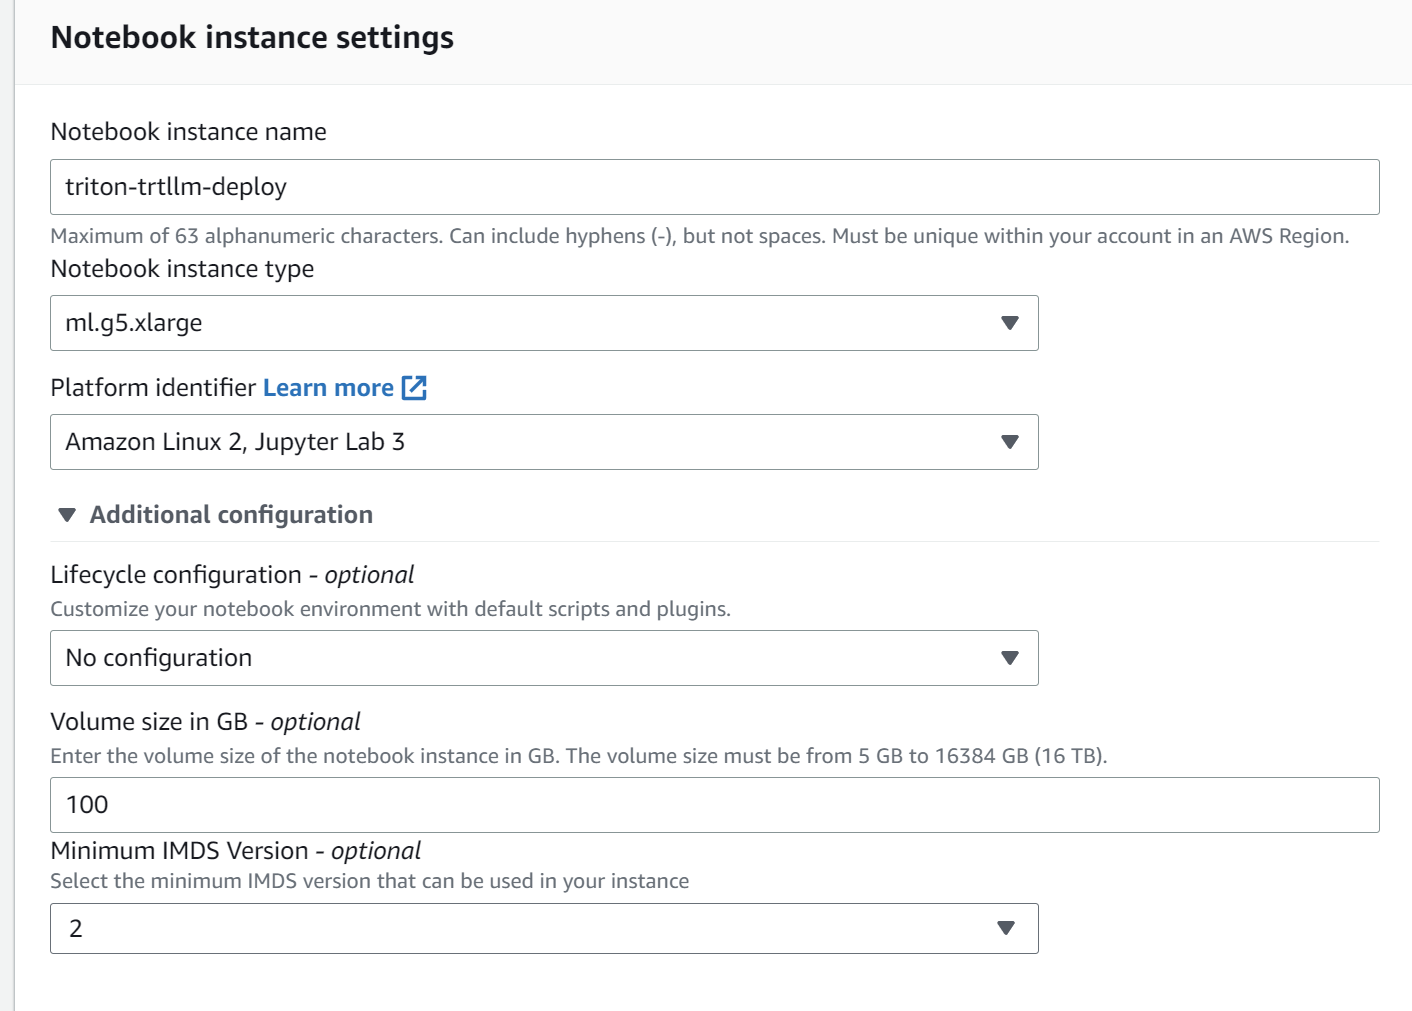 Notebook instance settings
Notebook instance name
triton-trtllm-deploy
Maximum of 63 alphanumeric characters. Can include hyphens (-), but not spaces. Must be unique within your account in an AWS Region.
Notebook instance type
ml.g5.xlarge
Platform identifier Learn more
Amazon Linux 2, Jupyter Lab 3
Additional configuration
Lifecycle configuration - optional
Customize your notebook environment with default scripts and plugins.
No configuration
Volume size in GB - optional
Enter the volume size of the notebook instance in GB. The volume size must be from 5 GB to 16384 GB (16 TB).
100
Minimum IMDS Version - optional
Select the minimum IMDS version that can be used in your instance
2